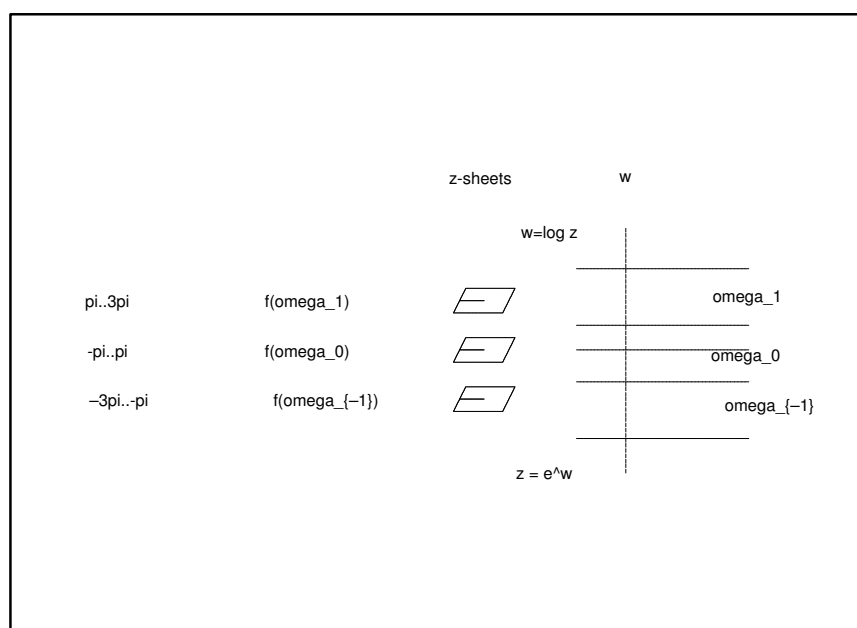 z-sheets w
w=log z
pi..3pi f(omega_1) omega_1
-pi..pi f(omega_0) omega_0
–3pi..-pi f(omega_{–1}) omega_{–1}
z = e^w